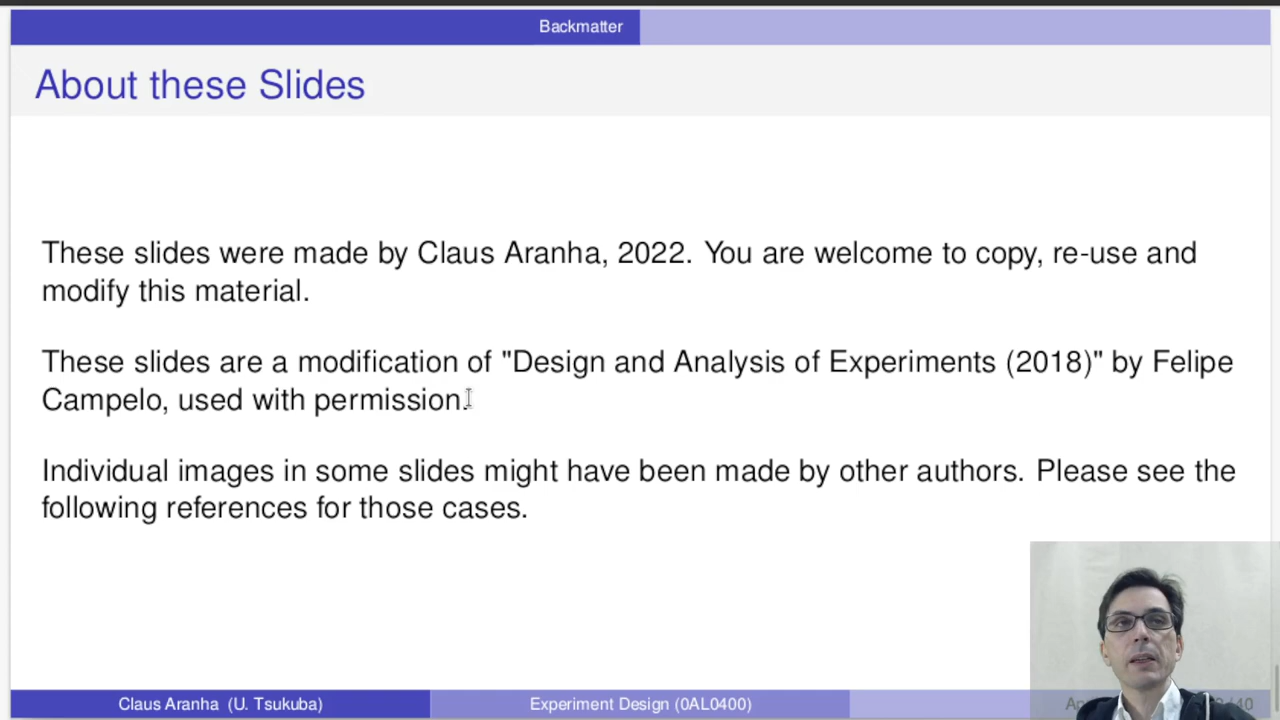 Backmatter
About these Slides
These slides were made by Claus Aranha, 2022. You are welcome to copy, re-use and
modify this material.
These slides are a modification of "Design and Analysis of Experiments (2018)" by Felipe
Campelo, used with permission.
Individual images in some slides might have been made by other authors. Please see the
following references for those cases.
Claus Aranha (U. Tsukuba)
Experiment Design (0AL0400)